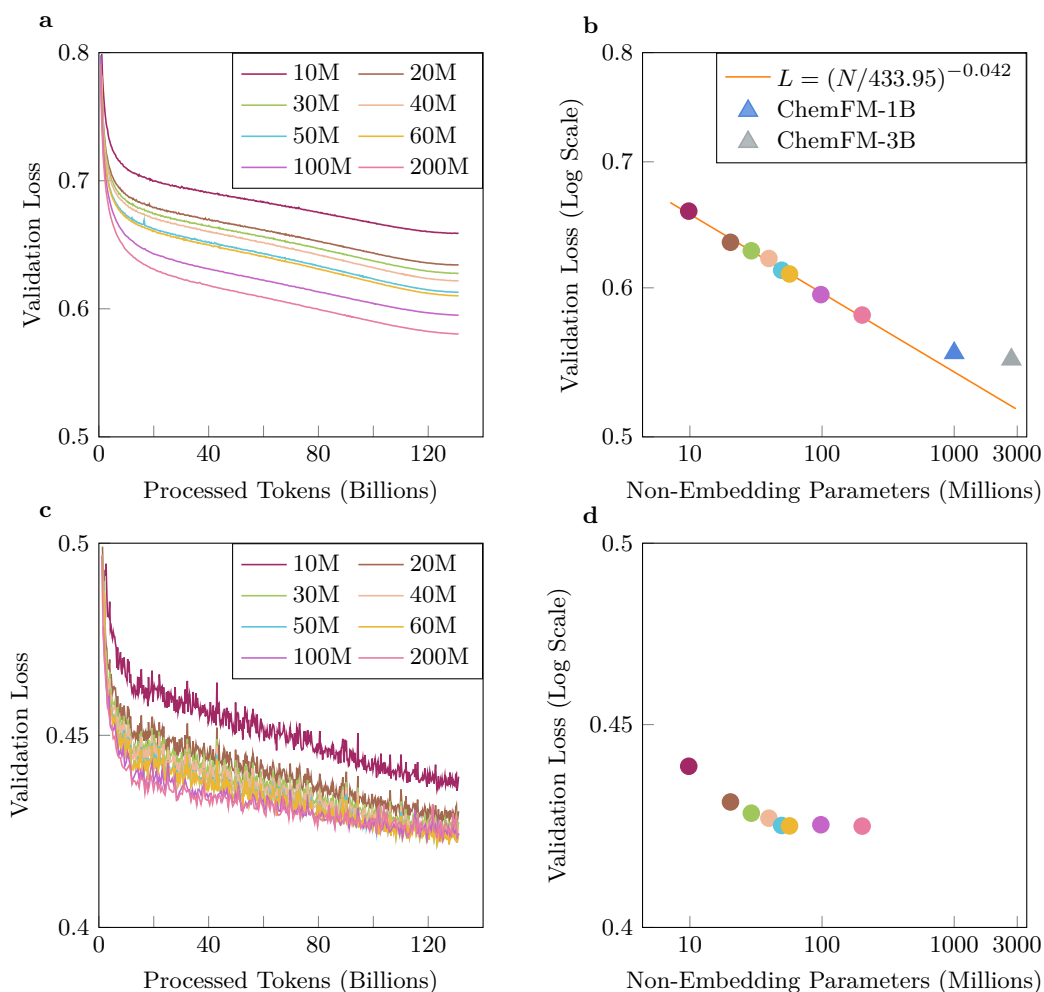 a
0.8
0.7
0.6
0.5
Validation Loss
10M 20M
30M 40M
50M 60M
100M 200M
0 40 80 120
Processed Tokens (Billions)
b
0.8
0.7
0.6
0.5
Validation Loss (Log Scale)
L = (N/433.95)^{-0.042}
ChemFM-1B
ChemFM-3B
10 100 1000 3000
Non-Embedding Parameters (Millions)
c
0.5
0.45
0.4
Validation Loss
10M 20M
30M 40M
50M 60M
100M 200M
0 40 80 120
Processed Tokens (Billions)
d
0.5
0.45
0.4
Validation Loss (Log Scale)
10 100 1000 3000
Non-Embedding Parameters (Millions)